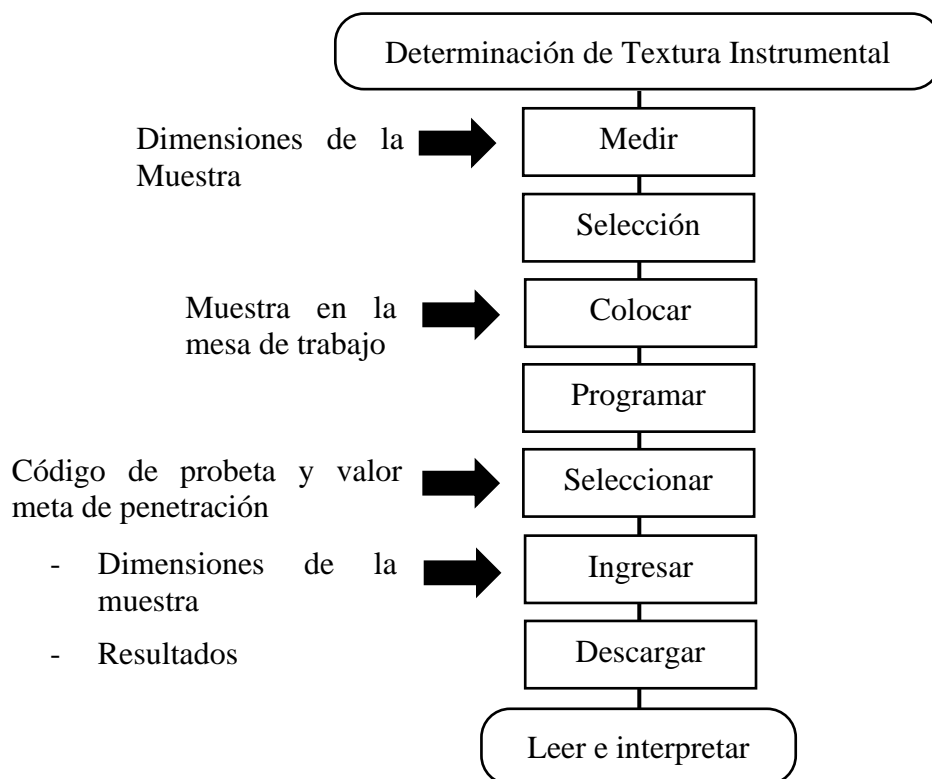 Determinación de Textura Instrumental
Dimensiones de la
Muestra
Medir
Selección
Muestra en la
mesa de trabajo
Colocar
Programar
Código de probeta y valor
meta de penetración
Seleccionar
- Dimensiones de la
muestra
Ingresar
- Resultados
Descargar
Leer e interpretar